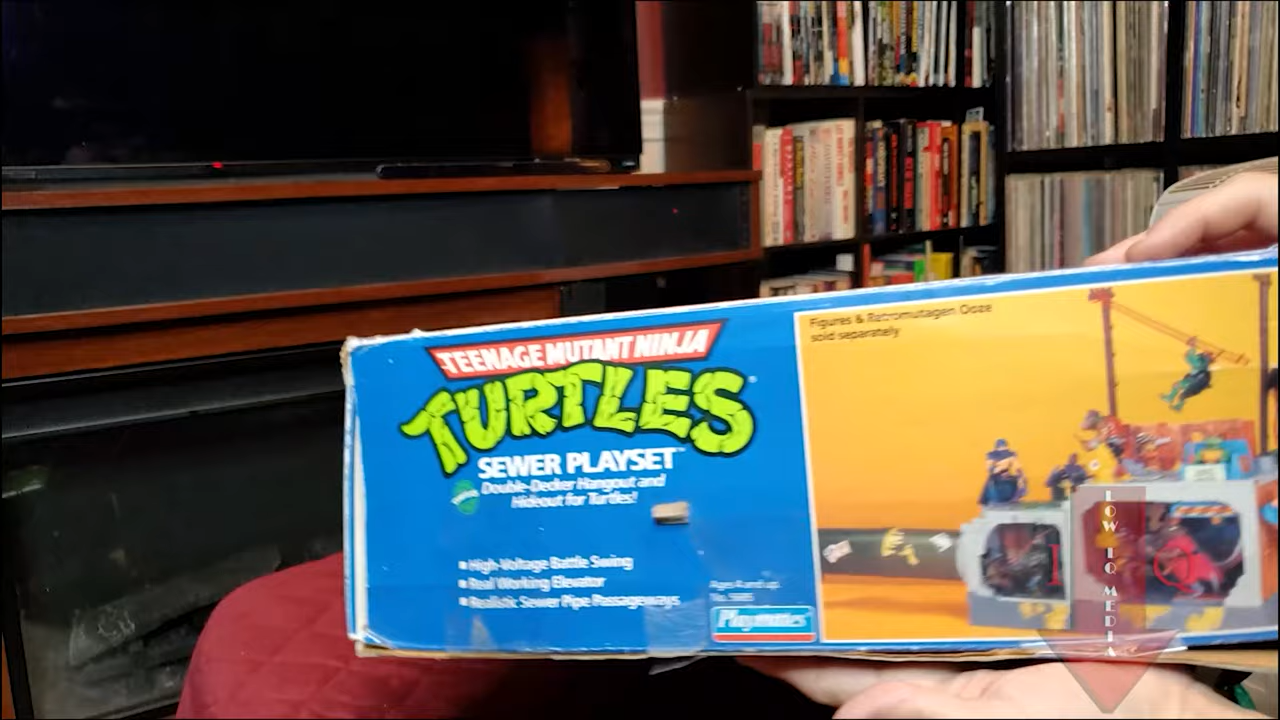 TEENAGE MUTANT NINJA
TURTLES
SEWER PLAYSET™
Double-Decker Hangout and
Hideout for Turtles!
▪ High-Voltage Battle Swing
▪ Real Working Elevator
▪ Realistic Sewer Pipe Passageways
Ages 4 and up
Playmates
Figures & Retromutagen Ooze
sold separately
LOW IQ MEDIA